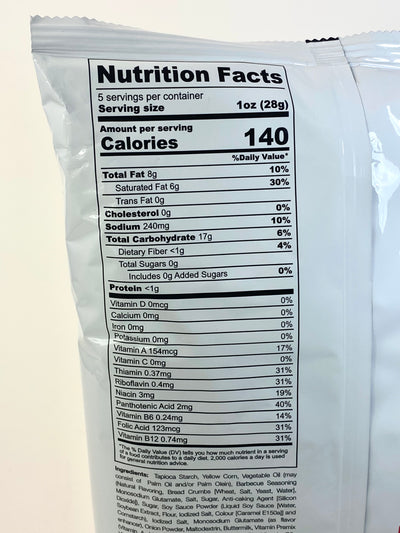 Nutrition Facts
5 servings per container
Serving size 1oz (28g)
Amount per serving
Calories 140
%Daily Value*
Total Fat 8g 10%
Saturated Fat 6g 30%
Trans Fat 0g
Cholesterol 0g 0%
Sodium 240mg 10%
Total Carbohydrate 17g 6%
Dietary Fiber <1g 4%
Total Sugars 0g
Includes 0g Added Sugars 0%
Protein <1g
Vitamin D 0mcg 0%
Calcium 0mg 0%
Iron 0mg 0%
Potassium 0mg 0%
Vitamin A 154mcg 17%
Vitamin C 0mg 0%
Thiamin 0.37mg 31%
Riboflavin 0.4mg 31%
Niacin 3mg 19%
Panthotenic Acid 2mg 40%
Vitamin B6 0.24mg 14%
Folic Acid 123mcg 31%
Vitamin B12 0.74mg 31%
*The % Daily Value (DV) tells you how much nutrient in a serving
of a food contributes to a daily diet, 2,000 calories a day is used
for general nutrition advice.
Ingredients: Tapioca Starch, Yellow Corn, Vegetable Oil (may
consist of Palm Oil and/or Palm Olein), Barbecue Seasoning
(Natural Flavoring, Bread Crumbs [Wheat, Salt, Yeast, Water],
Monosodium Glutamate, Salt, Sugar, Anti-caking Agent [Silicon
Dioxide]), Sugar, Soy Sauce Powder (Liquid Soy Sauce [Water,
Soybean Extract, Flour, Iodized Salt, Colour [Caramel E150e]] and
Cornstarch), Iodized Salt, Monosodium Glutamate (as flavor
enhancer), Onion Powder, Maltodextrin, Buttermilk, Vitamin Premix